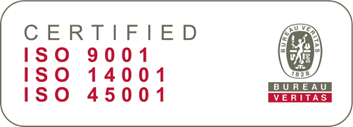 CERTIFIED
ISO 9001
ISO 14001
ISO 45001
BUREAU VERITAS
1828
BUREAU
VERITAS